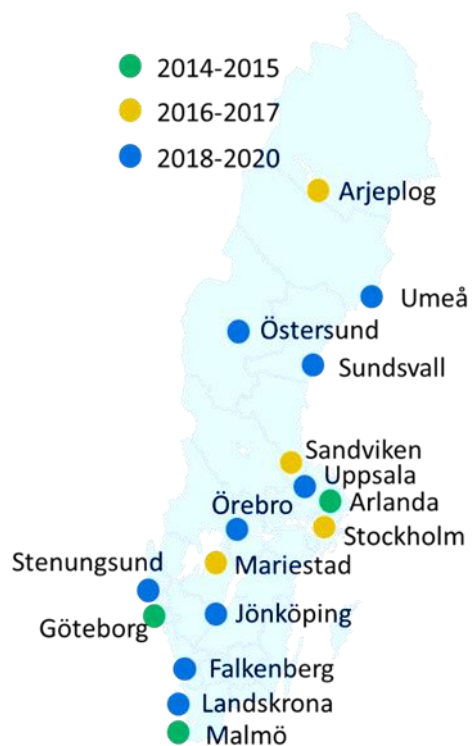 2014-2015
2016-2017
2018-2020
Arjeplog
Umeå
Östersund
Sundsvall
Sandviken
Uppsala
Örebro
Arlanda
Stockholm
Stenungsund
Mariestad
Göteborg
Jönköping
Falkenberg
Landskrona
Malmö